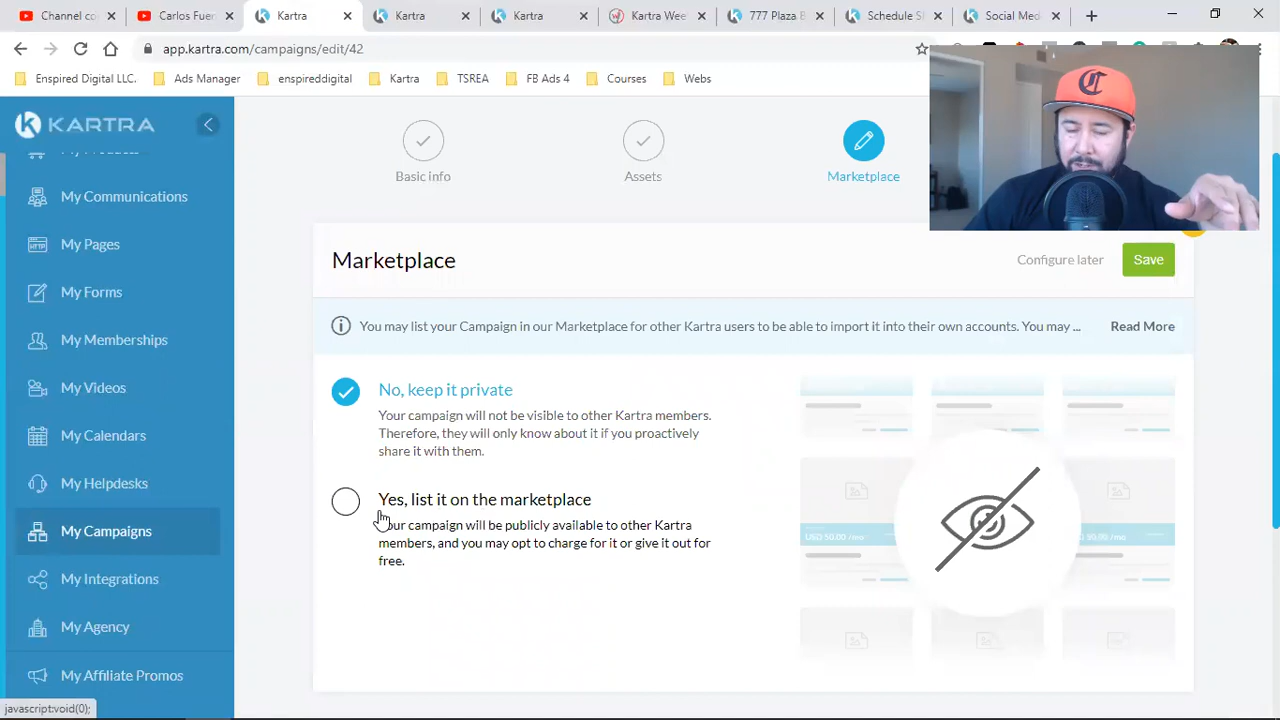 Channel co
Carlos Fuen
Kartra
Kartra
Kartra
Kartra Wee
777 Plaza B
Schedule S
Social Med
app.kartra.com/campaigns/edit/42
Enspired Digital LLC.
Ads Manager
enspireddigital
Kartra
TSREA
FB Ads 4
Courses
Webs
KARTRA
Basic info
Assets
Marketplace
My Products
My Communications
My Pages
My Forms
My Memberships
My Videos
My Calendars
My Helpdesks
My Campaigns
My Integrations
My Agency
My Affiliate Promos
Marketplace
Configure later
Save
You may list your Campaign in our Marketplace for other Kartra users to be able to import it into their own accounts. You may ...
Read More
No, keep it private
Your campaign will not be visible to other Kartra members.
Therefore, they will only know about it if you proactively
share it with them.
Yes, list it on the marketplace
Your campaign will be publicly available to other Kartra
members, and you may opt to charge for it or give it out for
free.
USD 50.00 /mo
javascript:void(0);